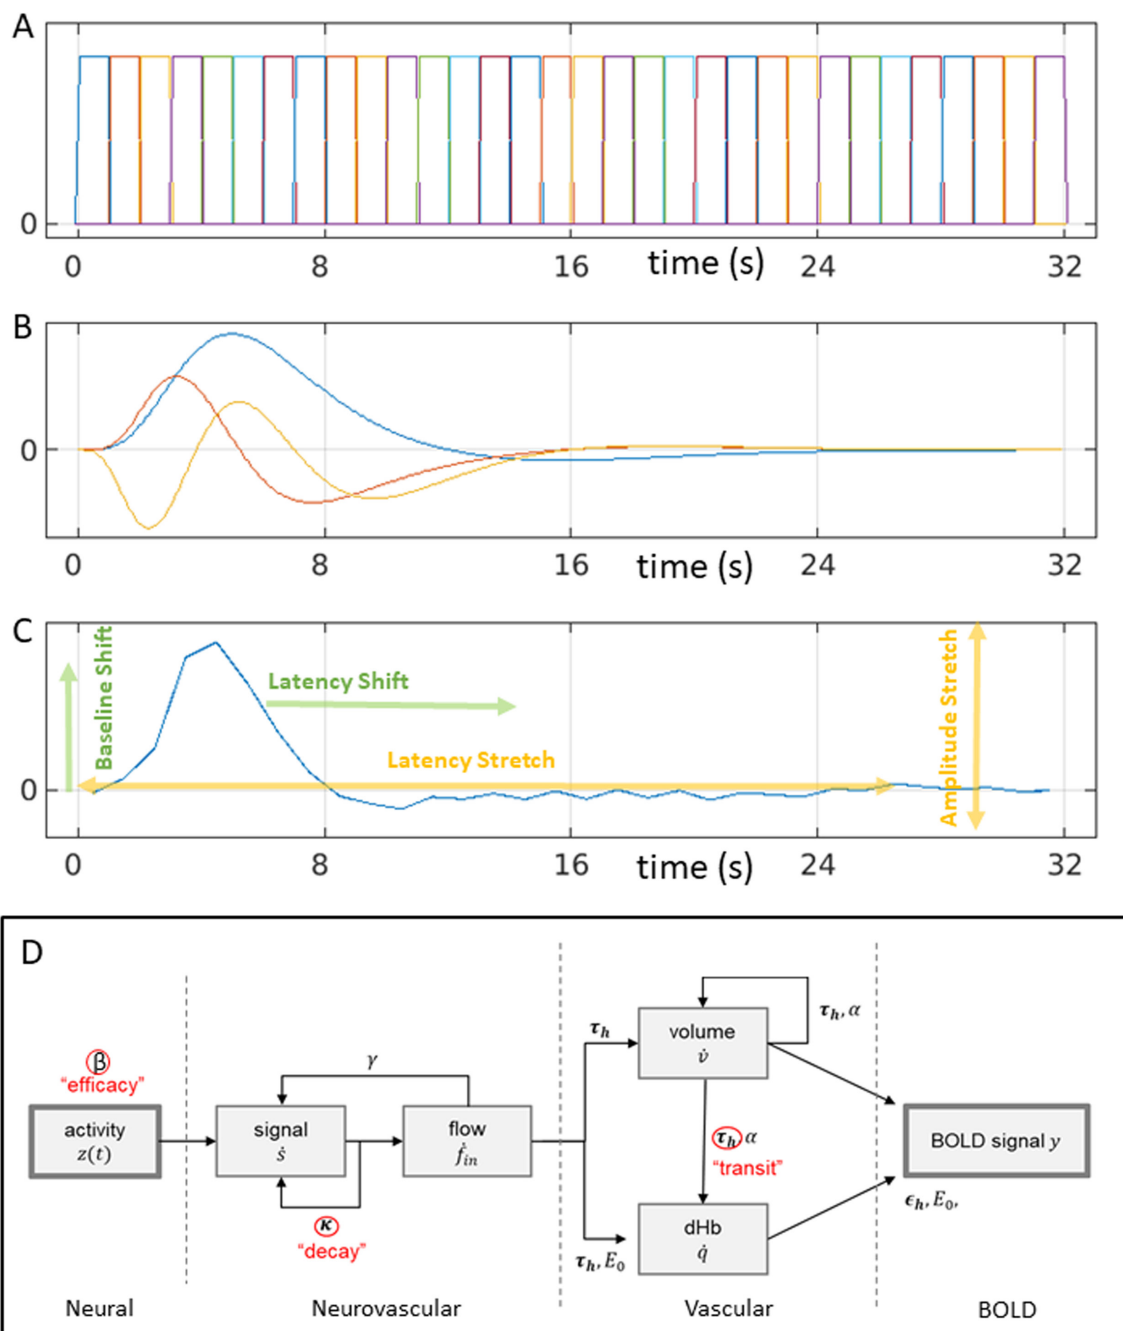 A
0
0 8 16 time (s) 24 32
B
0
0 8 16 time (s) 24 32
C
Baseline Shift
Latency Shift
Latency Stretch
Amplitude Stretch
0
0 8 16 time (s) 24 32
D
β
“efficacy”
activity
z(t)
γ
signal
ṡ
flow
ḟin
κ
“decay”
τh
volume
v̇
τh, α
τh α
“transit”
dHb
q̇
τh, E0
BOLD signal y
ϵh, E0,
Neural Neurovascular Vascular BOLD